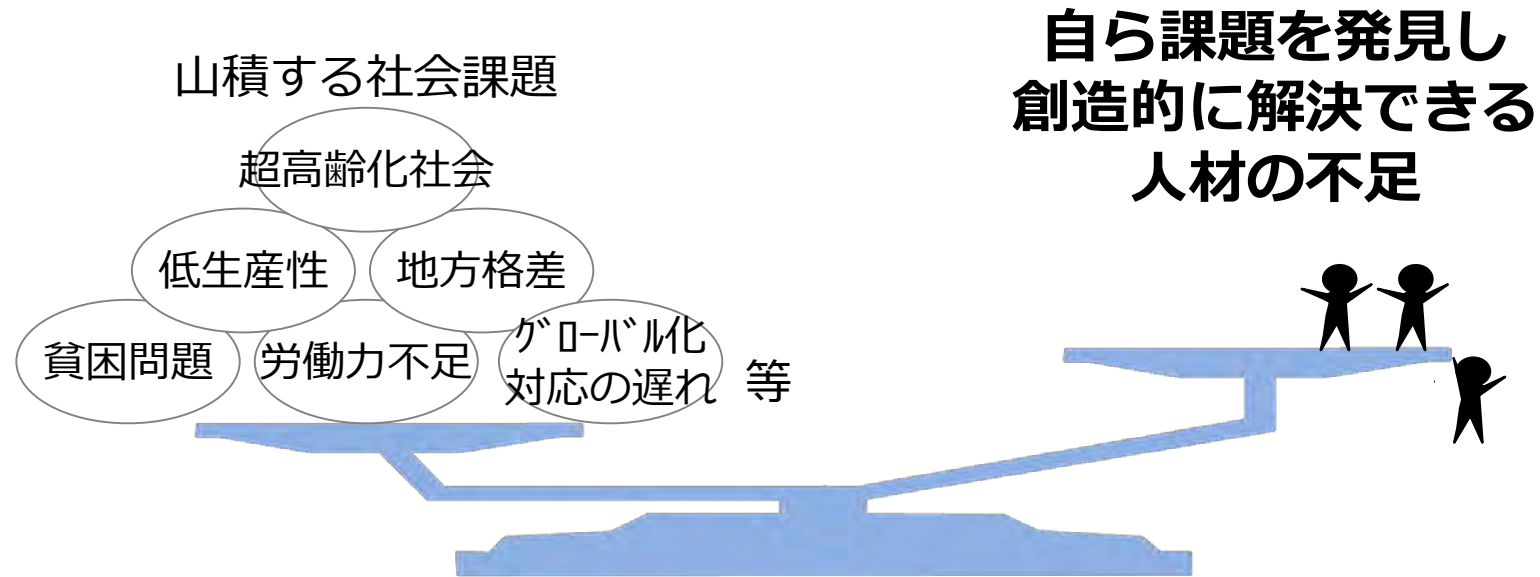 山積する社会課題
超高齢化社会
低生産性
地方格差
貧困問題
労働力不足
ｸﾞﾛｰﾊﾞﾙ化
対応の遅れ
等
自ら課題を発見し
創造的に解決できる
人材の不足